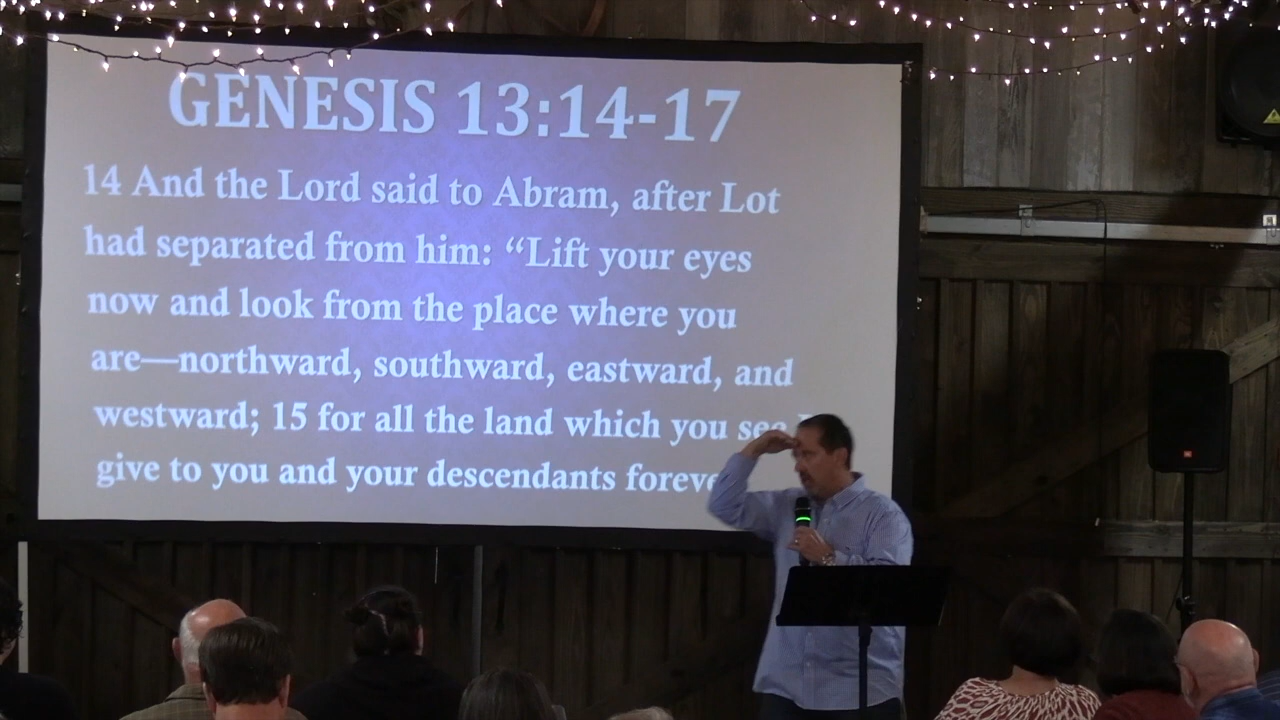 GENESIS 13:14-17
14 And the Lord said to Abram, after Lot
had separated from him: “Lift your eyes
now and look from the place where you
are—northward, southward, eastward, and
westward; 15 for all the land which you see
give to you and your descendants